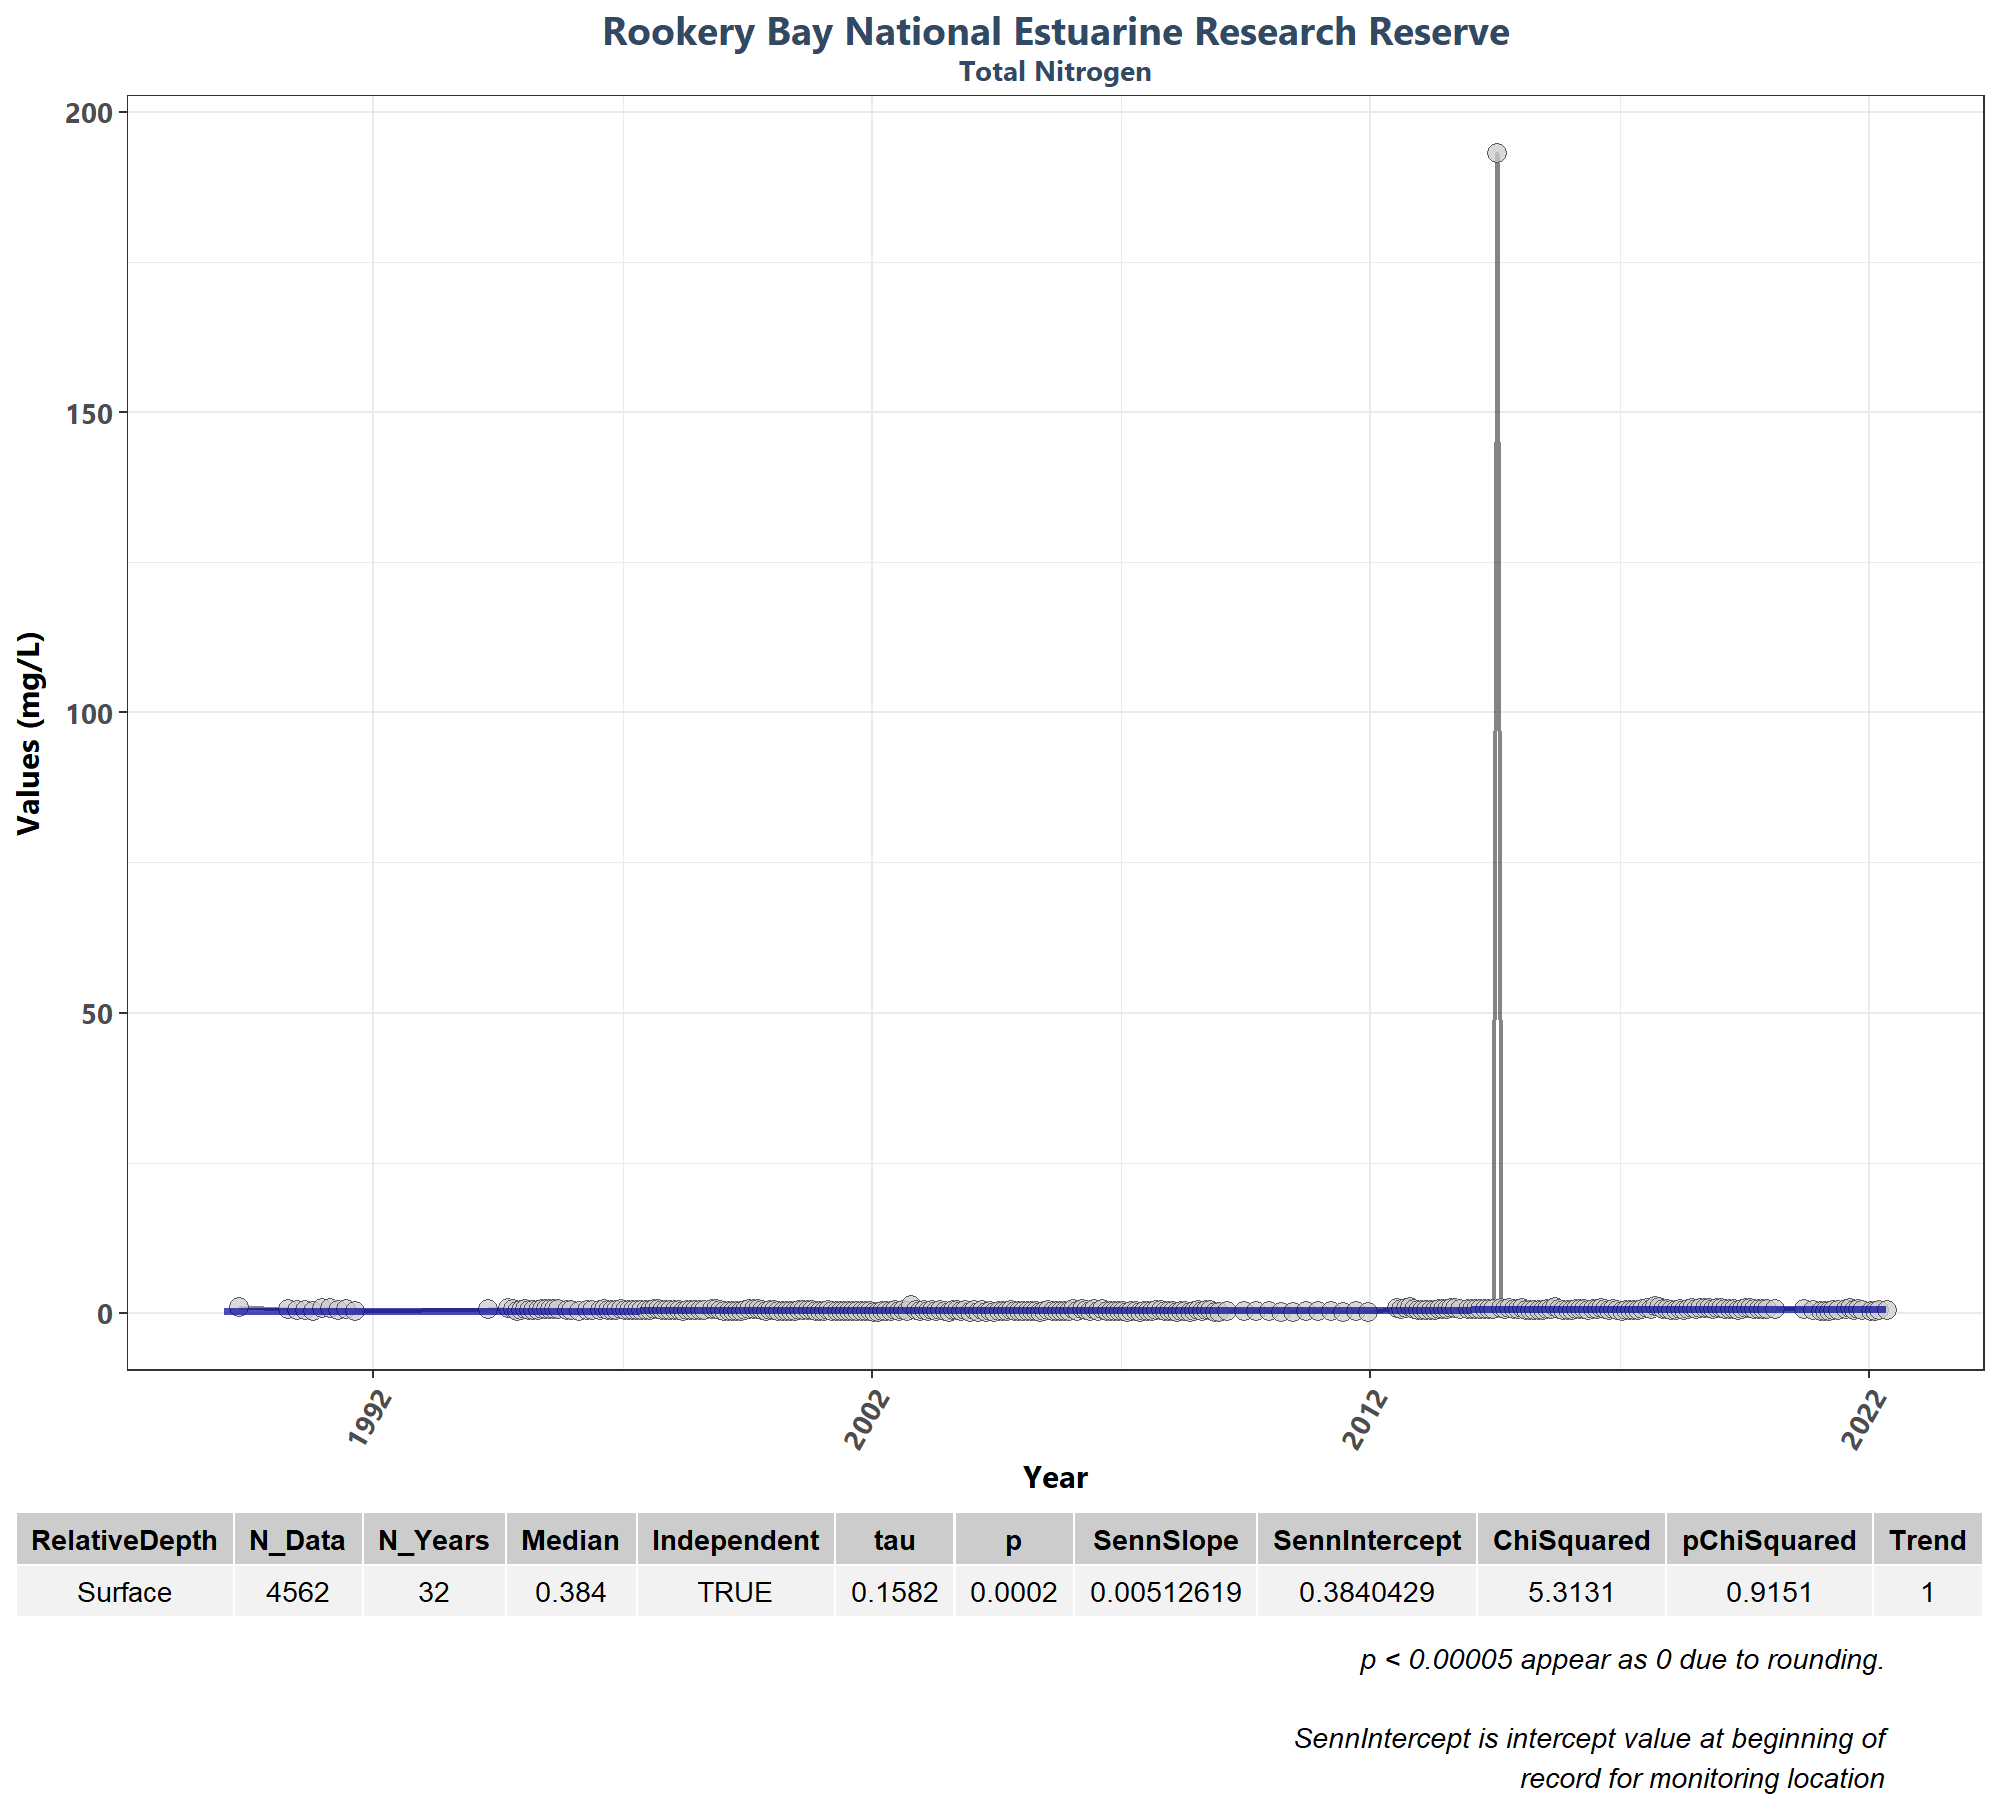 Rookery Bay National Estuarine Research Reserve
Total Nitrogen
200
150
100
50
0
Values (mg/L)
1992
2002
2012
2022
Year
RelativeDepth N_Data N_Years Median Independent tau p SennSlope SennIntercept ChiSquared pChiSquared Trend
Surface 4562 32 0.384 TRUE 0.1582 0.0002 0.00512619 0.3840429 5.3131 0.9151 1
p < 0.00005 appear as 0 due to rounding.
SennIntercept is intercept value at beginning of
record for monitoring location